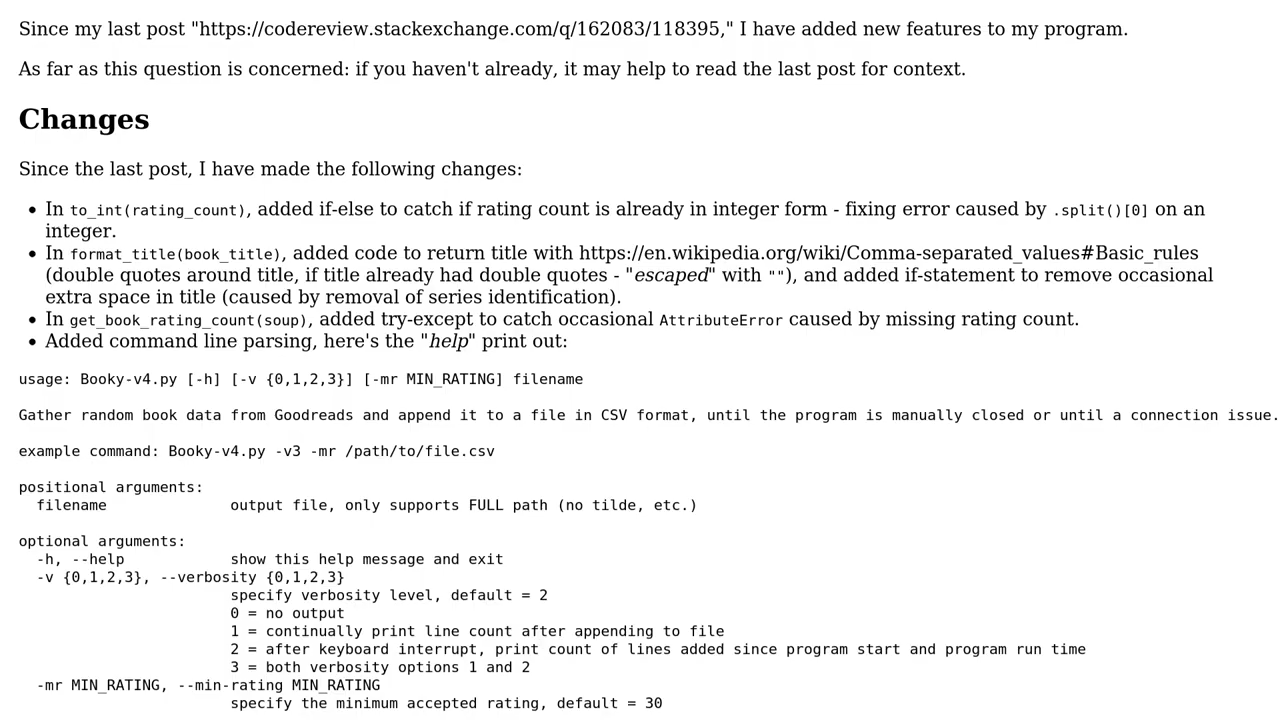 Since my last post "https://codereview.stackexchange.com/q/162083/118395," I have added new features to my program.
As far as this question is concerned: if you haven't already, it may help to read the last post for context.
Changes
Since the last post, I have made the following changes:
• In to_int(rating_count), added if-else to catch if rating count is already in integer form - fixing error caused by .split()[0] on an
integer.
• In format_title(book_title), added code to return title with https://en.wikipedia.org/wiki/Comma-separated_values#Basic_rules
(double quotes around title, if title already had double quotes - "escaped" with ""), and added if-statement to remove occasional
extra space in title (caused by removal of series identification).
• In get_book_rating_count(soup), added try-except to catch occasional AttributeError caused by missing rating count.
• Added command line parsing, here's the "help" print out:
usage: Booky-v4.py [-h] [-v {0,1,2,3}] [-mr MIN_RATING] filename
Gather random book data from Goodreads and append it to a file in CSV format, until the program is manually closed or until a connection issue.
example command: Booky-v4.py -v3 -mr /path/to/file.csv
positional arguments:
filename output file, only supports FULL path (no tilde, etc.)
optional arguments:
-h, --help show this help message and exit
-v {0,1,2,3}, --verbosity {0,1,2,3}
specify verbosity level, default = 2
0 = no output
1 = continually print line count after appending to file
2 = after keyboard interrupt, print count of lines added since program start and program run time
3 = both verbosity options 1 and 2
-mr MIN_RATING, --min-rating MIN_RATING
specify the minimum accepted rating, default = 30